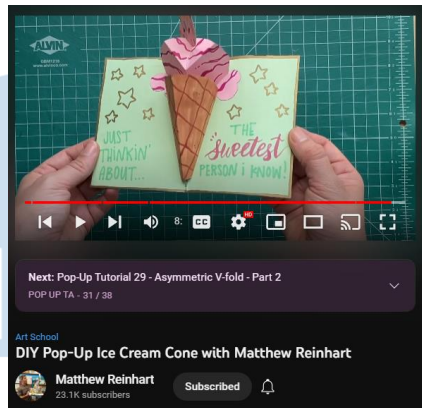 ALVIN
JUST
THINKIN'
ABOUT...
THE
Sweetest
PERSON i KNOW!
8:
CC
HD
Next: Pop-Up Tutorial 29 - Asymmetric V-fold - Part 2
POP UP TA - 31 / 38
Art School
DIY Pop-Up Ice Cream Cone with Matthew Reinhart
Matthew Reinhart
23.1K subscribers
Subscribed